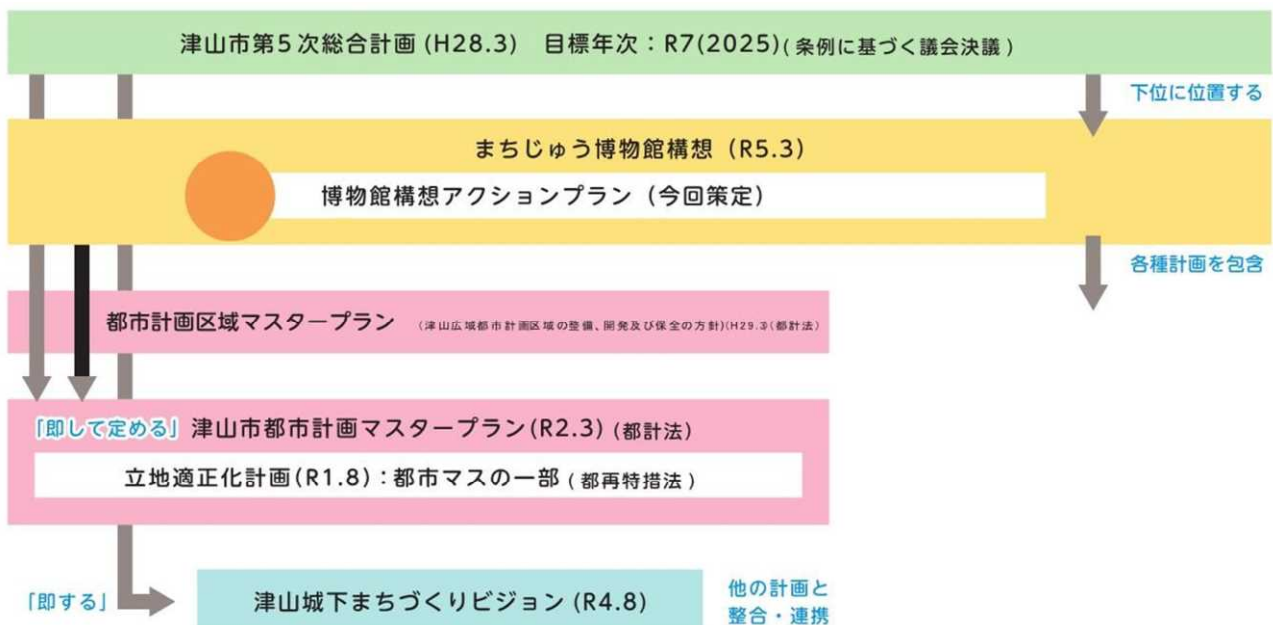 津山市第5次総合計画(H28.3) 目標年次：R7(2025)(条例に基づく議会決議)
下位に位置する
まちじゅう博物館構想（R5.3）
博物館構想アクションプラン（今回策定）
各種計画を包含
都市計画区域マスタープラン (津山広域都市計画区域の整備、開発及び保全の方針)(H29.3)(都計法)
「即して定める」津山市都市計画マスタープラン(R2.3)(都計法)
立地適正化計画(R1.8)：都市マスの一部(都再特措法)
「即する」
津山城下まちづくりビジョン(R4.8)
他の計画と
整合・連携